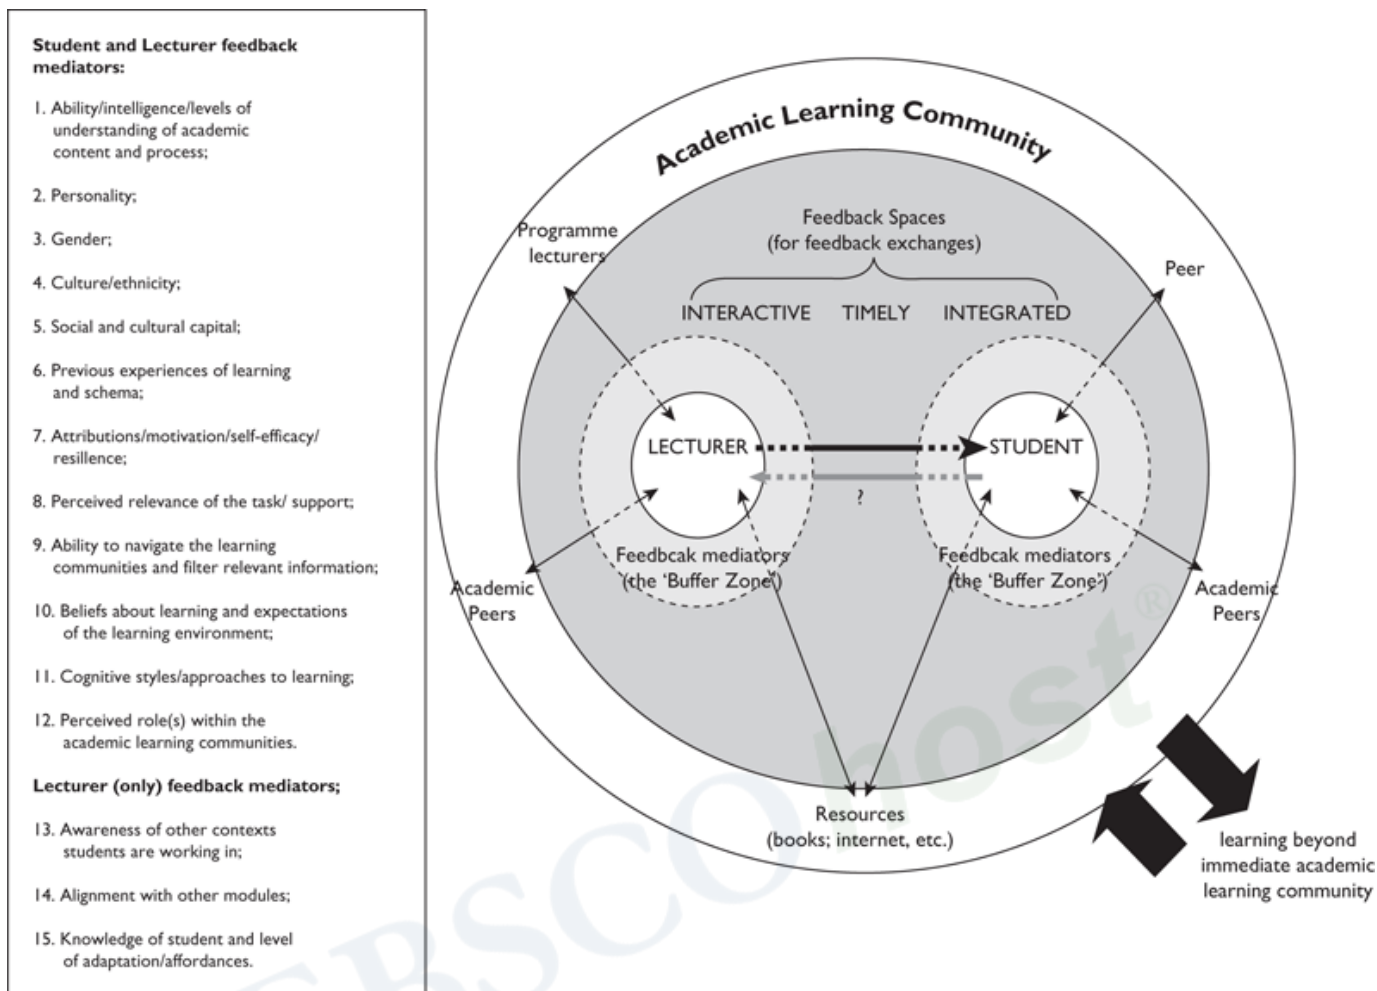 Student and Lecturer feedback
mediators:
1. Ability/intelligence/levels of
understanding of academic
content and process;
2. Personality;
3. Gender;
4. Culture/ethnicity;
5. Social and cultural capital;
6. Previous experiences of learning
and schema;
7. Attributions/motivation/self-efficacy/
resillence;
8. Perceived relevance of the task/ support;
9. Ability to navigate the learning
communities and filter relevant information;
10. Beliefs about learning and expectations
of the learning environment;
11. Cognitive styles/approaches to learning;
12. Perceived role(s) within the
academic learning communities.
Lecturer (only) feedback mediators;
13. Awareness of other contexts
students are working in;
14. Alignment with other modules;
15. Knowledge of student and level
of adaptation/affordances.
Academic Learning Community
Programme
lecturers
Feedback Spaces
(for feedback exchanges)
Peer
INTERACTIVE TIMELY INTEGRATED
LECTURER
STUDENT
?
Feedbcak mediators
(the 'Buffer Zone')
Feedbcak mediators
(the 'Buffer Zone')
Academic
Peers
Academic
Peers
Resources
(books; internet, etc.)
learning beyond
immediate academic
learning community
EBSCOhost®